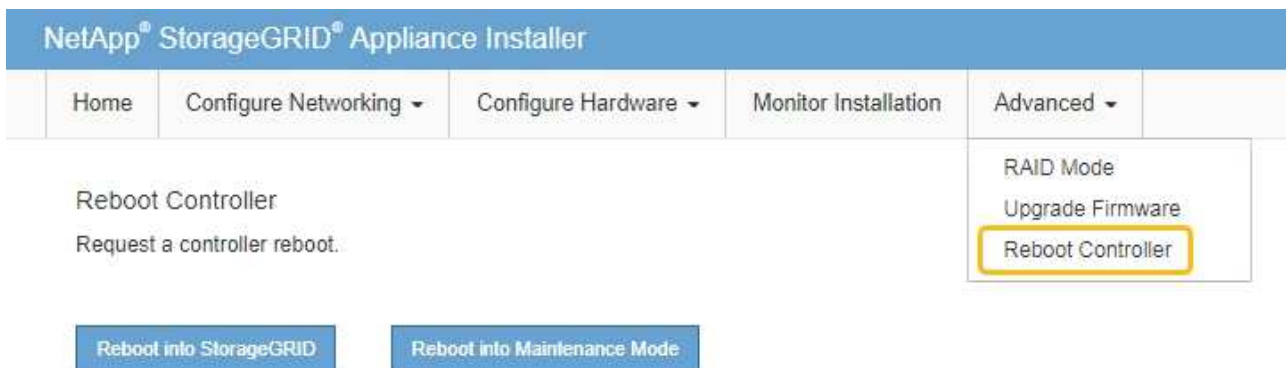 NetApp® StorageGRID® Appliance Installer
Home Configure Networking Configure Hardware Monitor Installation Advanced
RAID Mode
Upgrade Firmware
Reboot Controller
Reboot Controller
Request a controller reboot.
Reboot into StorageGRID Reboot into Maintenance Mode